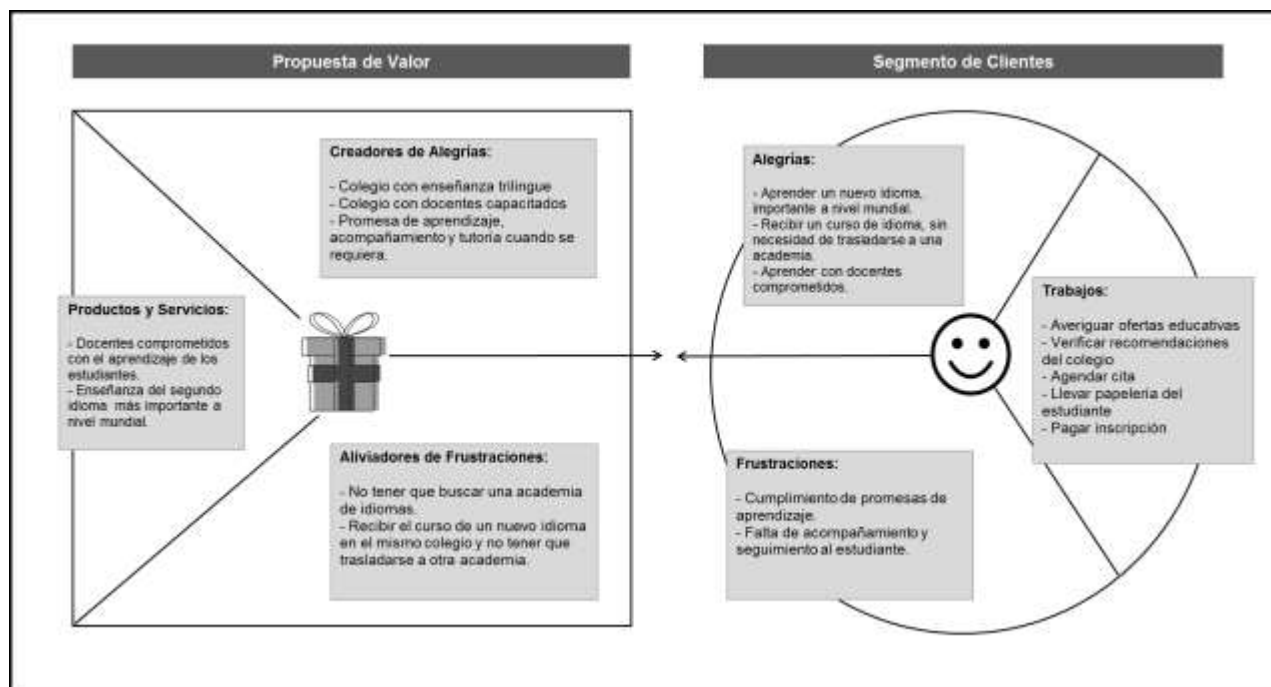 Propuesta de Valor
Creadores de Alegrías:
- Colegio con enseñanza trilingue
- Colegio con docentes capacitados
- Promesa de aprendizaje,
acompañamiento y tutoría cuando se
requiera.
Productos y Servicios:
- Docentes comprometidos
con el aprendizaje de los
estudiantes.
- Enseñanza del segundo
idioma más importante a
nivel mundial.
Aliviadores de Frustraciones:
- No tener que buscar una academia
de idiomas.
- Recibir el curso de un nuevo idioma
en el mismo colegio y no tener que
trasladarse a otra academia.
Segmento de Clientes
Alegrías:
- Aprender un nuevo idioma,
importante a nivel mundial.
- Recibir un curso de idioma, sin
necesidad de trasladarse a una
academia.
- Aprender con docentes
comprometidos.
Trabajos:
- Averiguar ofertas educativas
- Verificar recomendaciones
del colegio
- Agendar cita
- Llevar papelería del
estudiante
- Pagar inscripción
Frustraciones:
- Cumplimiento de promesas de
aprendizaje.
- Falta de acompañamiento y
seguimiento al estudiante.